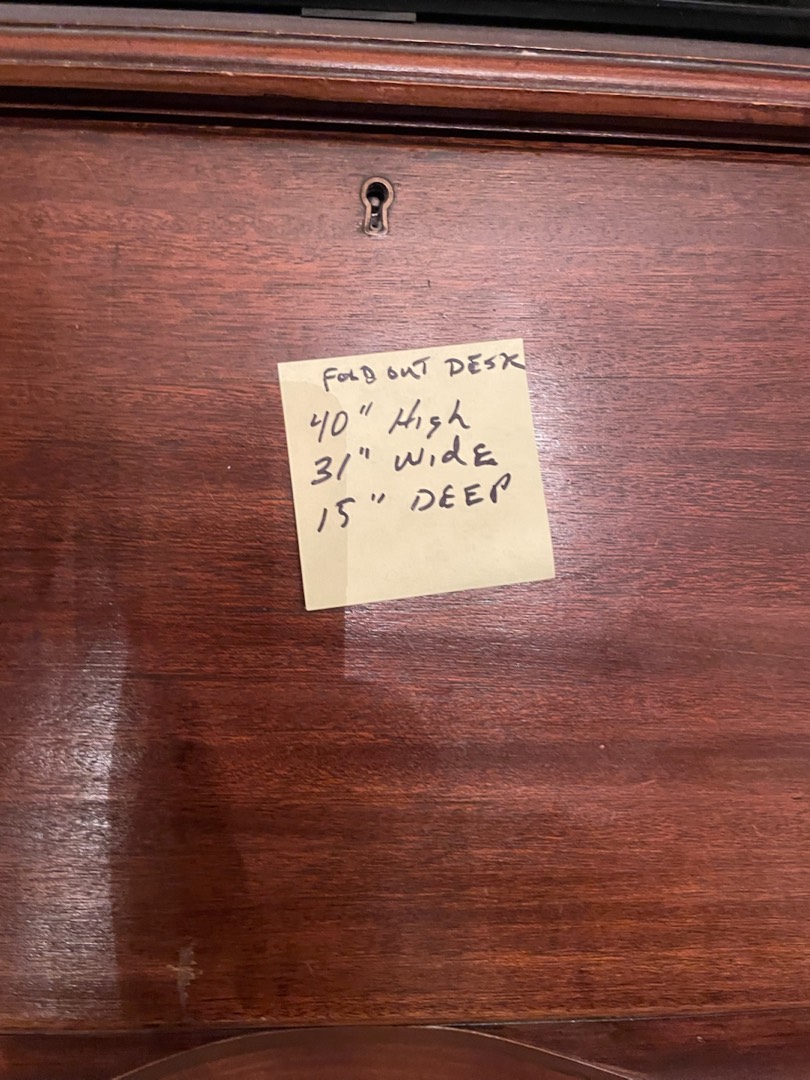 FOLD OUT DESK
40" High
31" WidE
15" DEEP